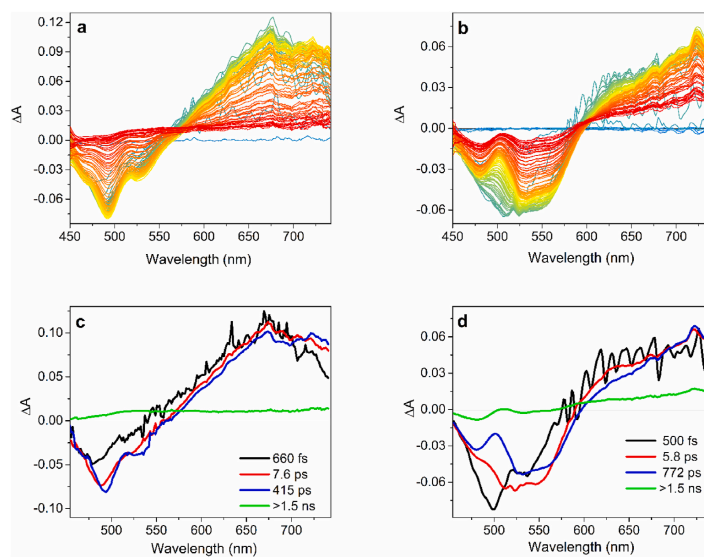 a
ΔA
0.12
0.09
0.06
0.03
0.00
-0.03
-0.06
450 500 550 600 650 700
Wavelength (nm)
b
ΔA
0.09
0.06
0.03
0.00
-0.03
-0.06
450 500 550 600 650 700
Wavelength (nm)
c
ΔA
0.10
0.05
0.00
-0.05
-0.10
500 550 600 650 700
Wavelength (nm)
660 fs
7.6 ps
415 ps
>1.5 ns
d
ΔA
0.06
0.03
0.00
-0.03
-0.06
500 550 600 650 700
Wavelength (nm)
500 fs
5.8 ps
772 ps
>1.5 ns